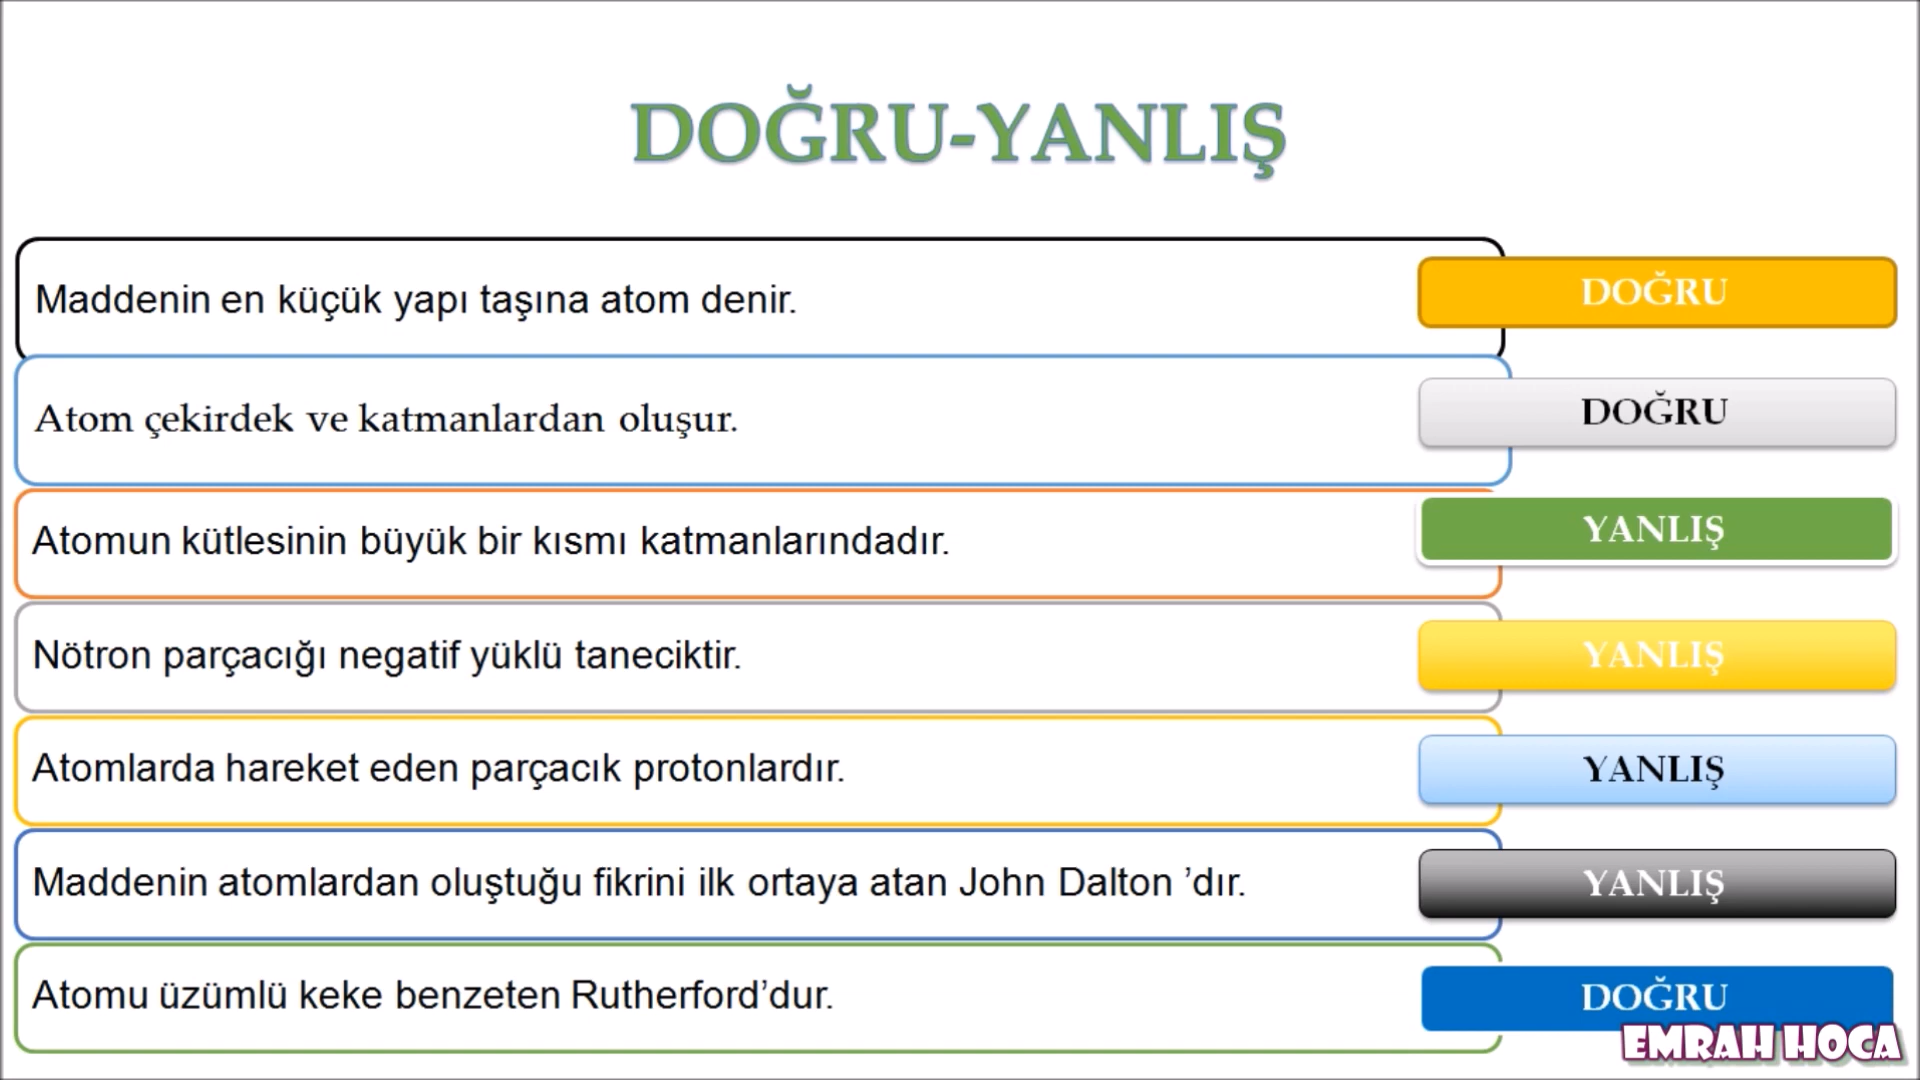 DOĞRU-YANLIŞ
Maddenin en küçük yapı taşına atom denir.
DOĞRU
Atom çekirdek ve katmanlardan oluşur.
DOĞRU
Atomun kütlesinin büyük bir kısmı katmanlarındadır.
YANLIŞ
Nötron parçacığı negatif yüklü taneciktir.
YANLIŞ
Atomlarda hareket eden parçacık protonlardır.
YANLIŞ
Maddenin atomlardan oluştuğu fikrini ilk ortaya atan John Dalton ’dır.
YANLIŞ
Atomu üzümlü keke benzeten Rutherford’dur.
DOĞRU
EMRAH HOCA